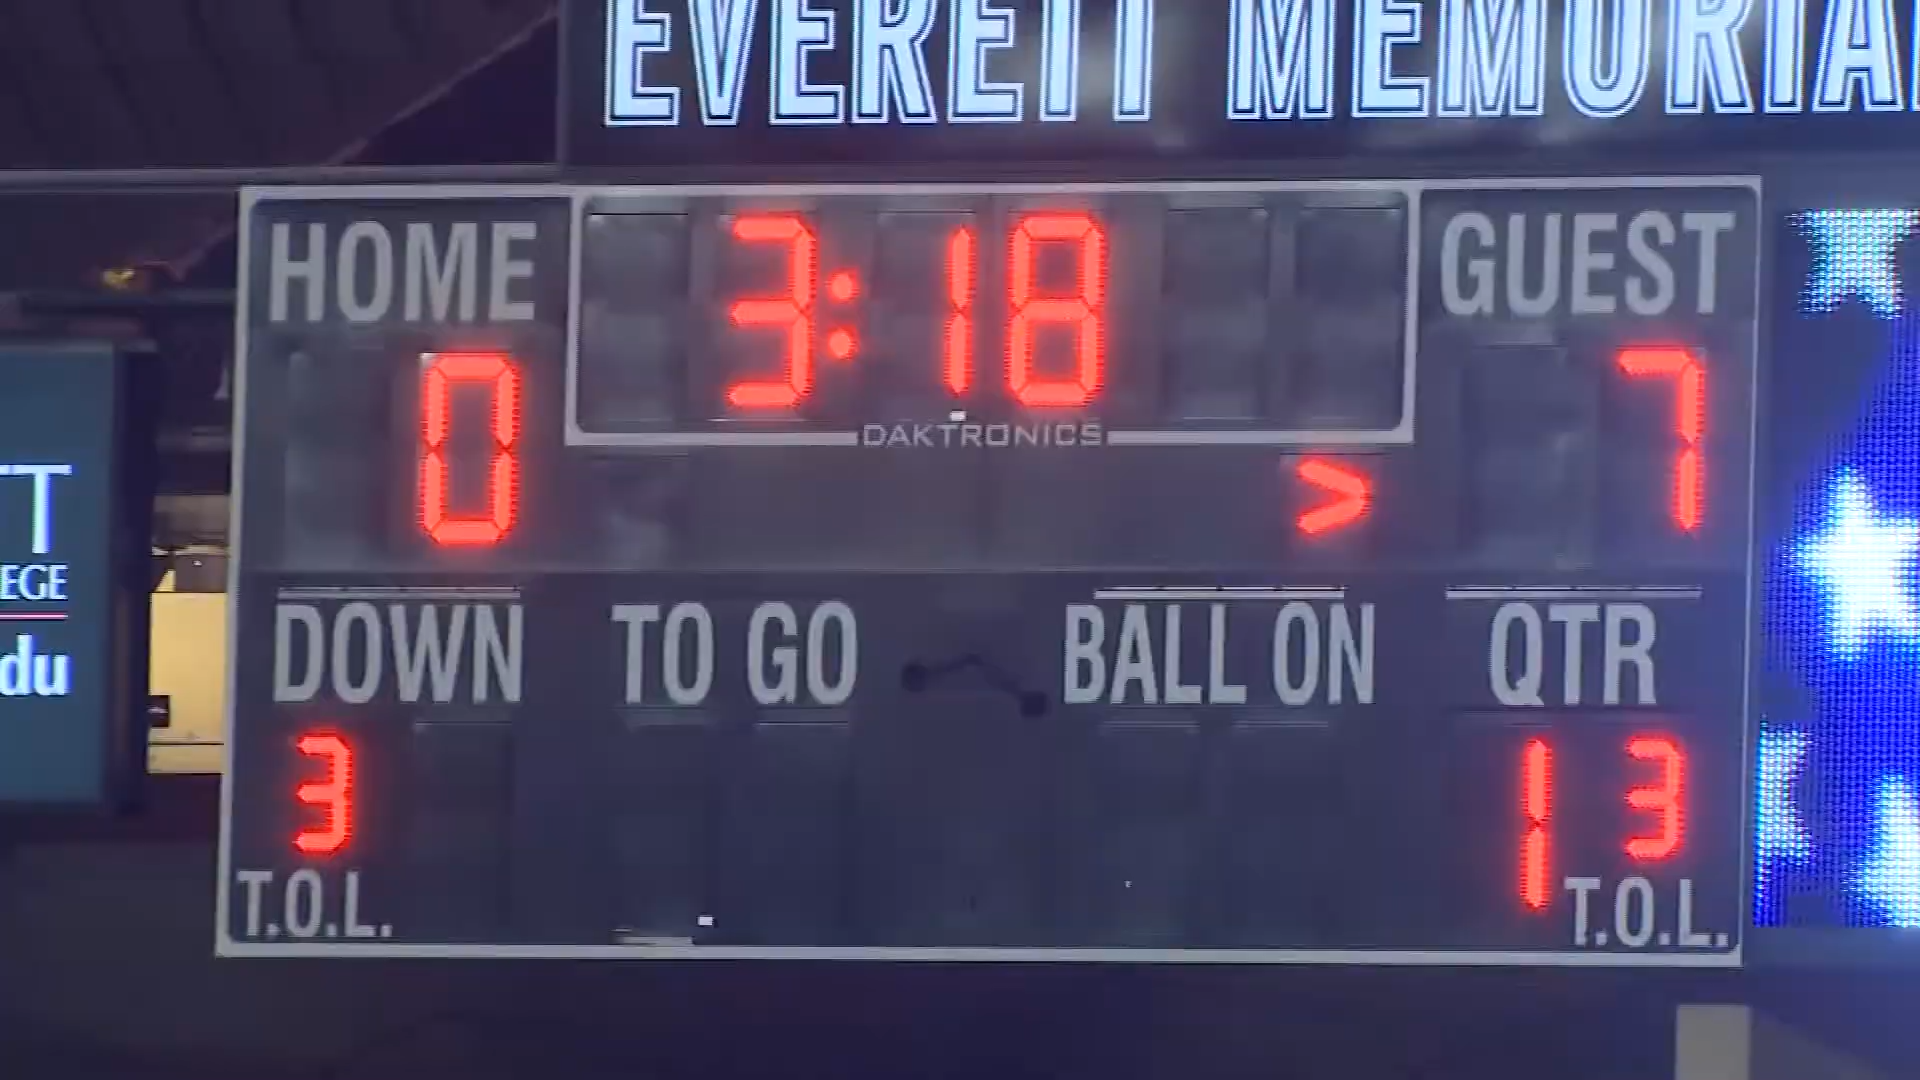 EVERETT MEMORIA
HOME 3:18 GUEST
DAKTRONICS
0 > 7
DOWN TO GO BALL ON QTR
3 1 3
T.O.L. T.O.L.
T
EGE
du